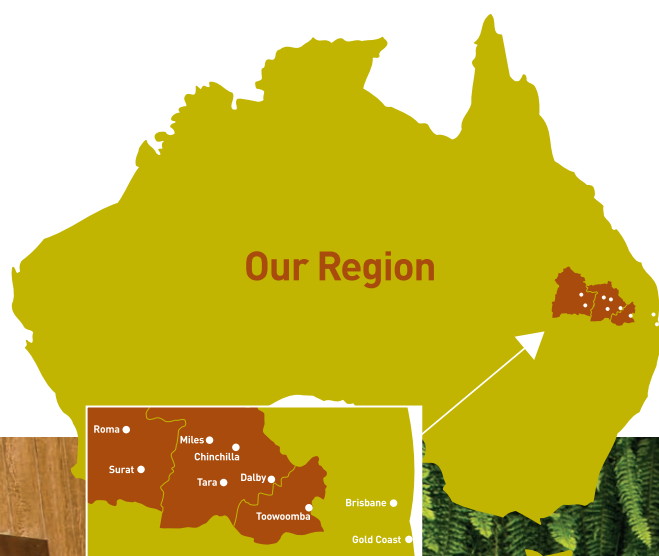 Our Region
Roma
Miles
Chinchilla
Surat
Tara
Dalby
Toowoomba
Brisbane
Gold Coast